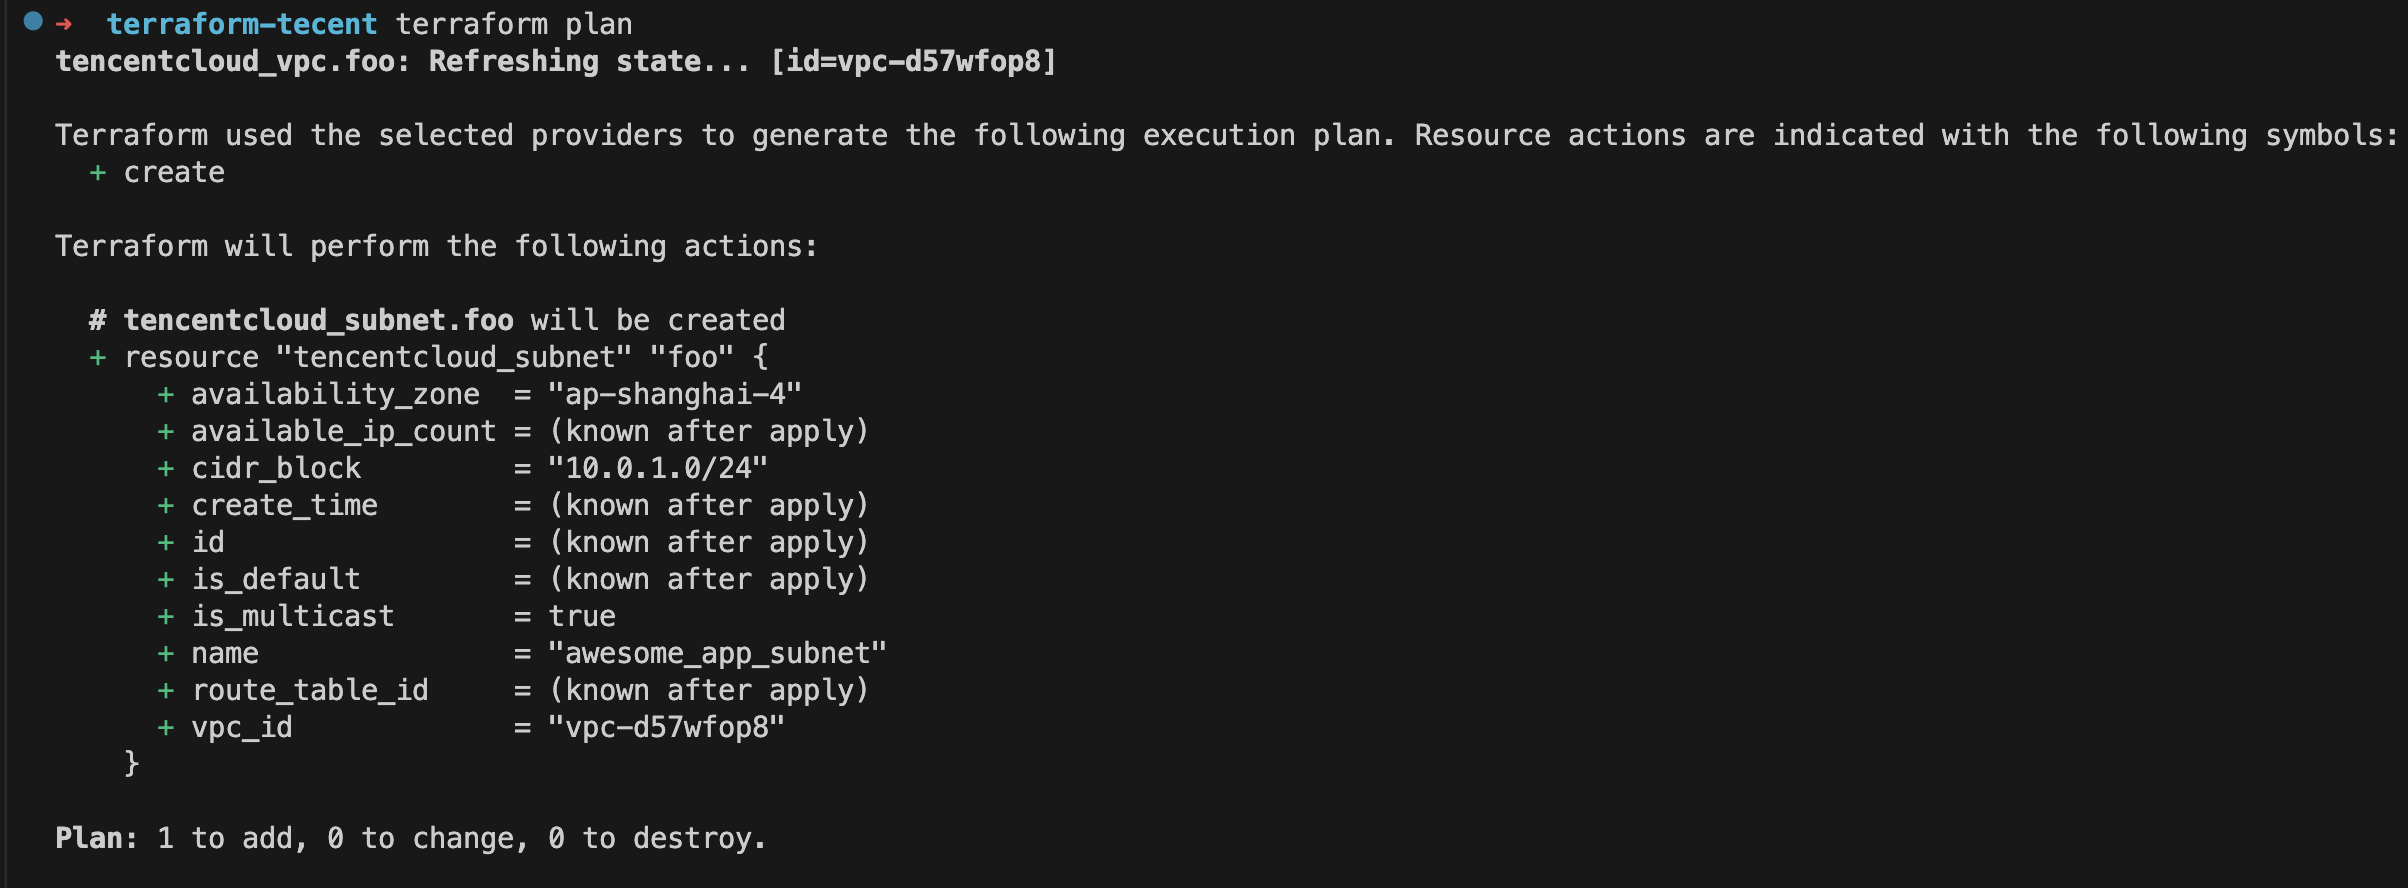 ➜  terraform-tecent terraform plan
tencentcloud_vpc.foo: Refreshing state... [id=vpc-d57wfop8]

Terraform used the selected providers to generate the following execution plan. Resource actions are indicated with the following symbols:
  + create

Terraform will perform the following actions:

  # tencentcloud_subnet.foo will be created
  + resource "tencentcloud_subnet" "foo" {
      + availability_zone  = "ap-shanghai-4"
      + available_ip_count = (known after apply)
      + cidr_block         = "10.0.1.0/24"
      + create_time        = (known after apply)
      + id                 = (known after apply)
      + is_default         = (known after apply)
      + is_multicast       = true
      + name               = "awesome_app_subnet"
      + route_table_id     = (known after apply)
      + vpc_id             = "vpc-d57wfop8"
    }

Plan: 1 to add, 0 to change, 0 to destroy.